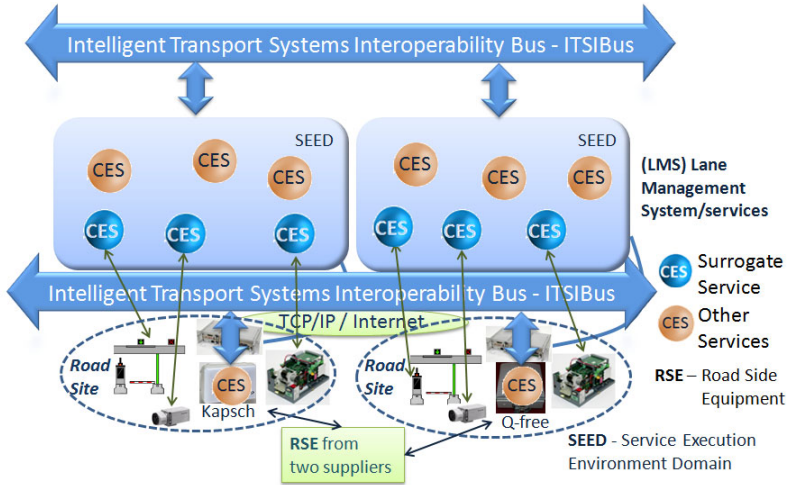 Intelligent Transport Systems Interoperability Bus - ITSIBus
SEED
SEED
CES
CES
CES
CES
CES
CES
CES
CES
CES
CES
CES
CES
(LMS) Lane
Management
System/services
Intelligent Transport Systems Interoperability Bus - ITSIBus
CES
Surrogate
Service
TCP/IP / Internet
CES
Other
Services
Road
Site
CES
Kapsch
Road
Site
CES
Q-free
RSE – Road Side
Equipment
RSE from
two suppliers
SEED - Service Execution
Environment Domain